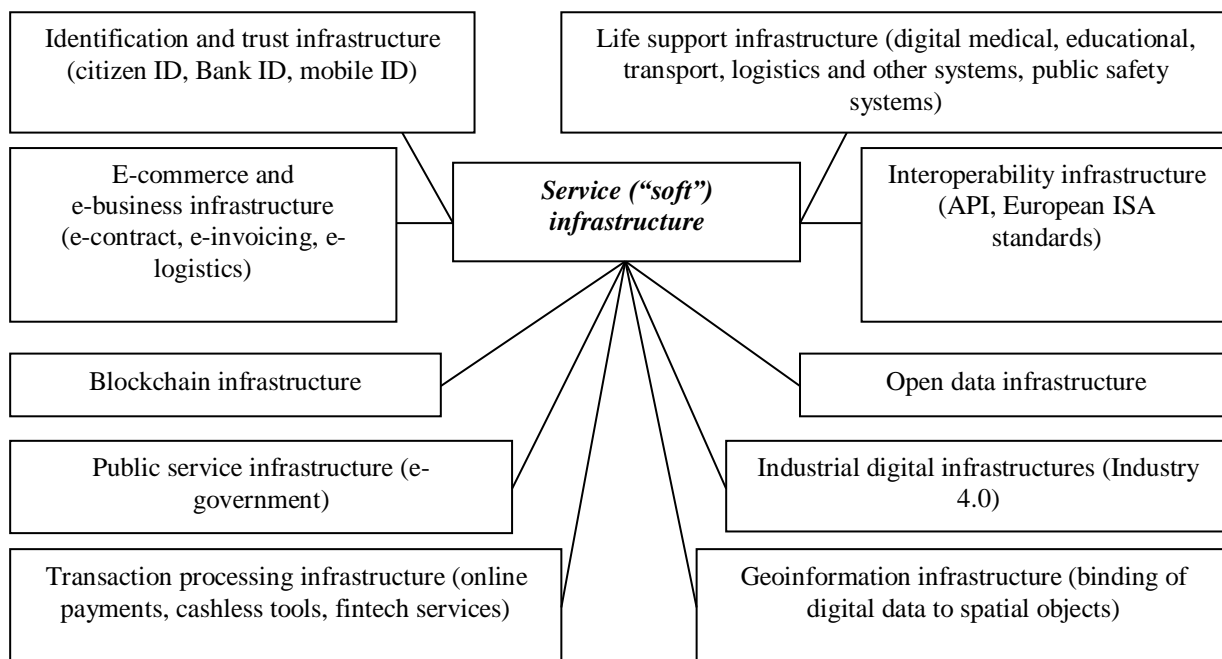 Identification and trust infrastructure
(citizen ID, Bank ID, mobile ID)
Life support infrastructure (digital medical, educational,
transport, logistics and other systems, public safety
systems)
E-commerce and
e-business infrastructure
(e-contract, e-invoicing, e-
logistics)
Service (“soft”)
infrastructure
Interoperability infrastructure
(API, European ISA
standards)
Blockchain infrastructure
Open data infrastructure
Public service infrastructure (e-
government)
Industrial digital infrastructures (Industry
4.0)
Transaction processing infrastructure (online
payments, cashless tools, fintech services)
Geoinformation infrastructure (binding of
digital data to spatial objects)